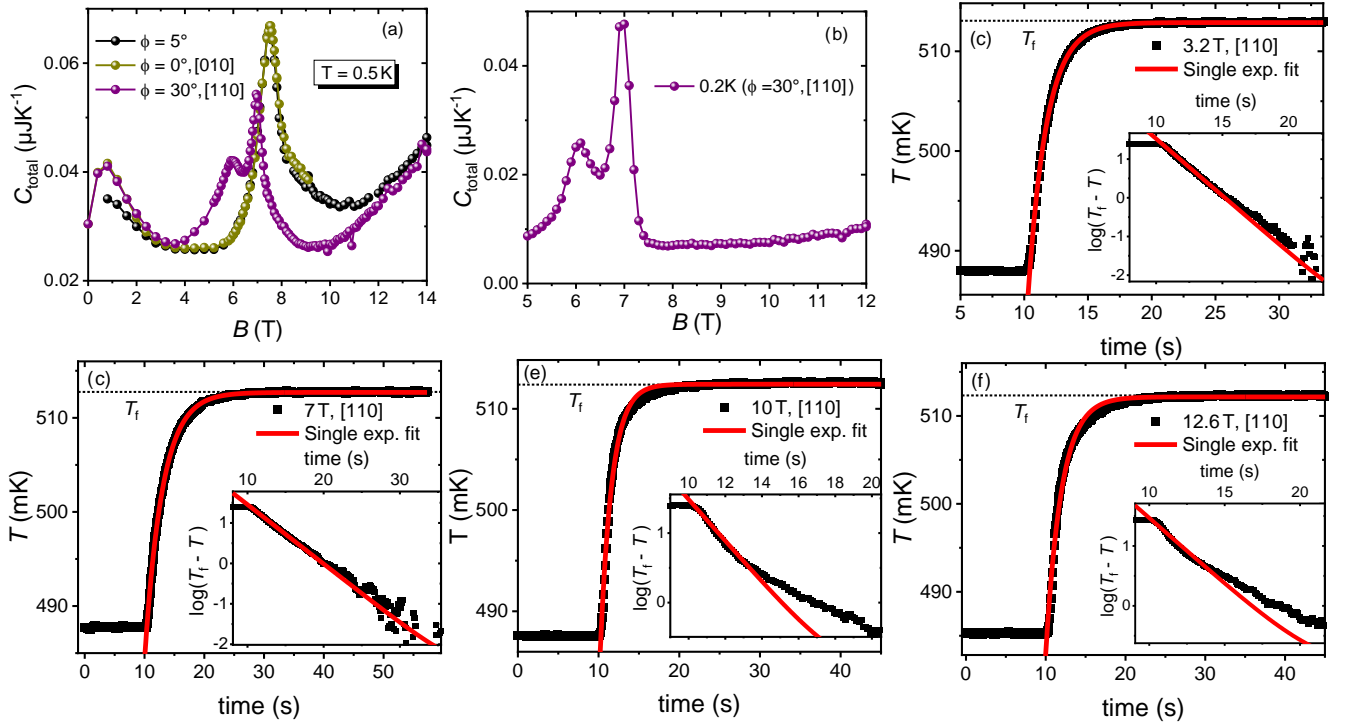 (a)
ϕ = 5°
ϕ = 0°, [010]
ϕ = 30°, [110]
T = 0.5 K
C_total (μJK⁻¹)
0.06
0.04
0.02
0 2 4 6 8 10 12 14
B (T)
(b)
0.2K (ϕ =30°, [110])
C_total (μJK⁻¹)
0.04
0.02
0.00
5 6 7 8 9 10 11 12
B (T)
(c)
T_f
3.2 T, [110]
Single exp. fit
time (s)
10 15 20
log(T_f - T)
1
0
-1
-2
T (mK)
510
500
490
5 10 15 20 25 30
time (s)
(c)
T_f
7 T, [110]
Single exp. fit
time (s)
10 20 30
log(T_f - T)
1
0
-1
-2
T (mK)
510
500
490
0 10 20 30 40 50 60
time (s)
(e)
T_f
10 T, [110]
Single exp. fit
time (s)
10 12 14 16 18 20
log(T_f - T)
1
0
T (mK)
510
500
490
0 10 20 30 40
time (s)
(f)
T_f
12.6 T, [110]
Single exp. fit
time (s)
10 15 20
log(T_f - T)
1
0
T (mK)
510
500
490
0 10 20 30 40
time (s)